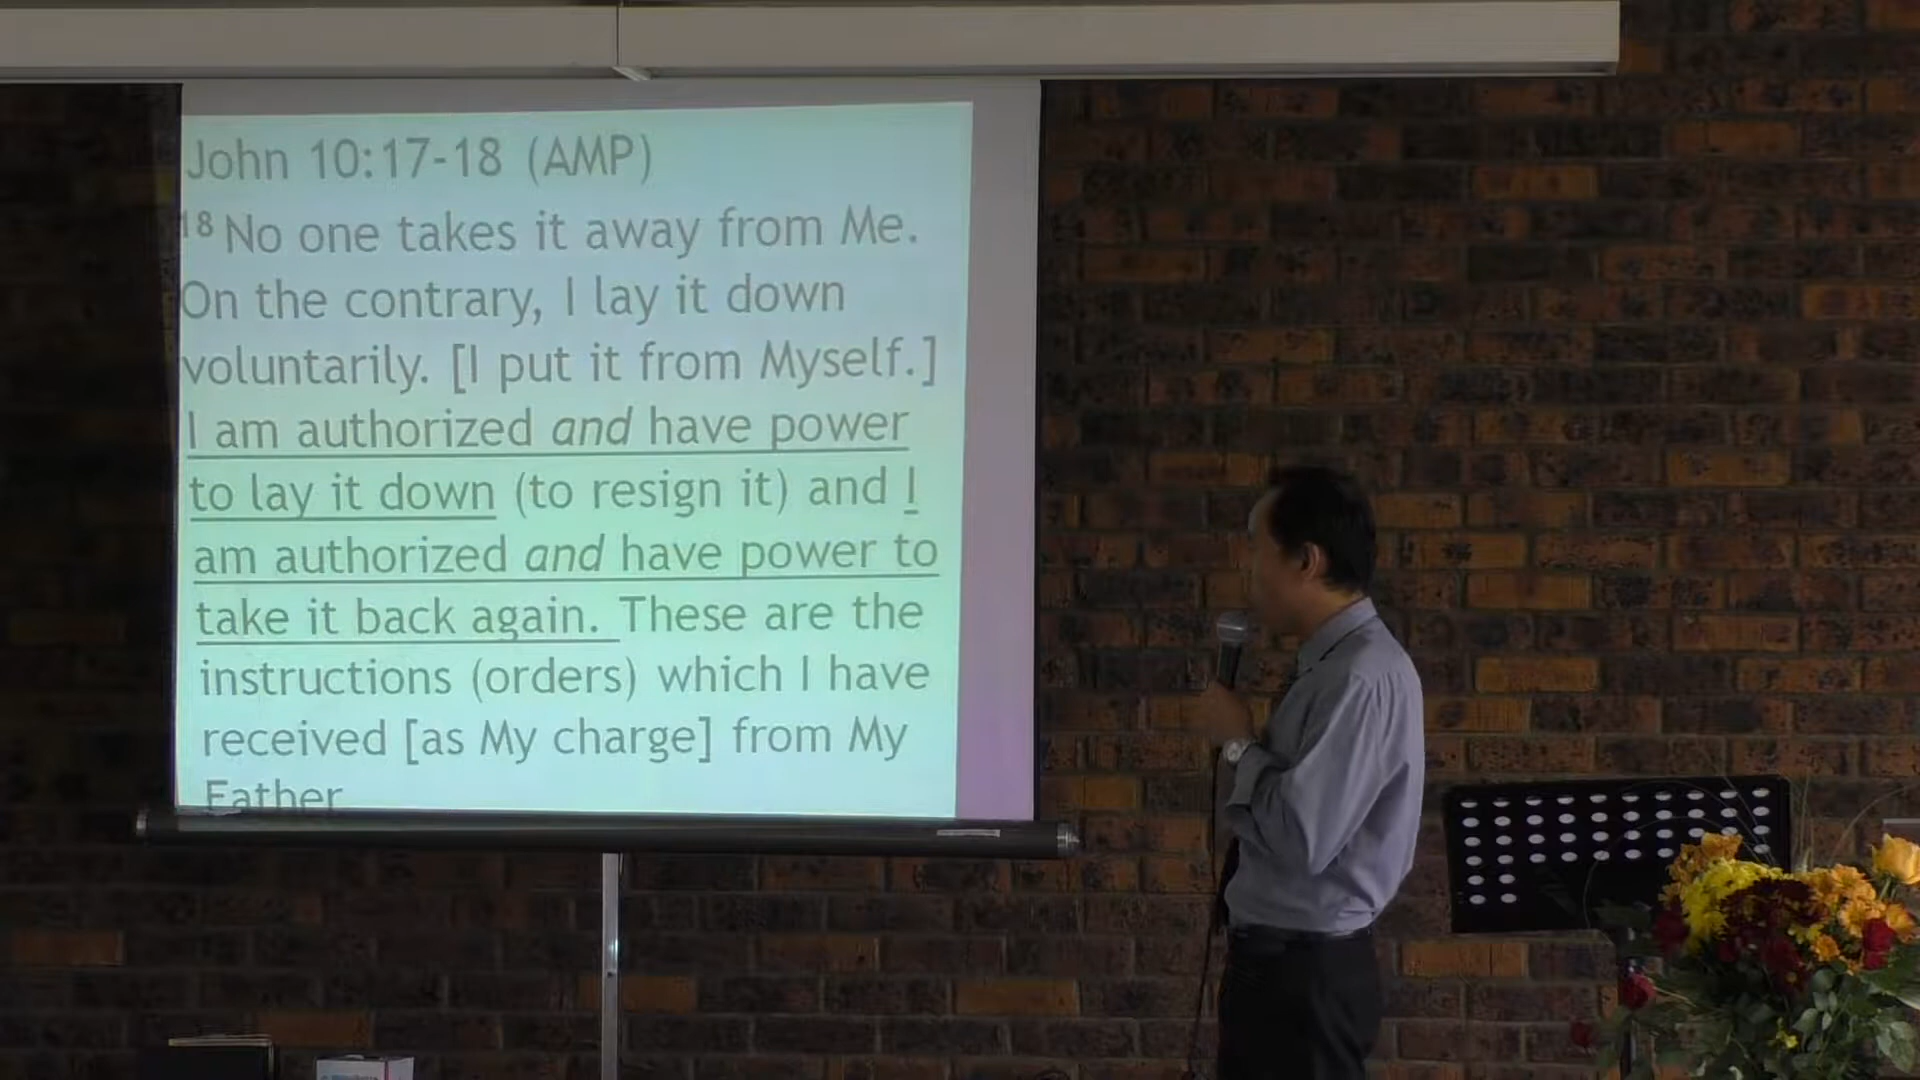 John 10:17-18 (AMP)
18 No one takes it away from Me.
On the contrary, I lay it down
voluntarily. [I put it from Myself.]
I am authorized and have power
to lay it down (to resign it) and I
am authorized and have power to
take it back again. These are the
instructions (orders) which I have
received [as My charge] from My
Father